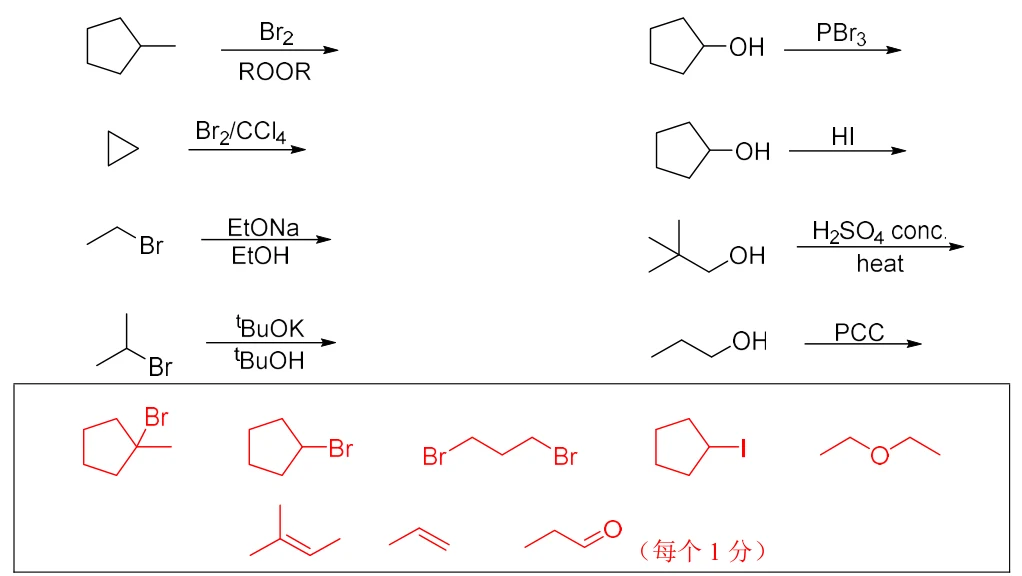 Br₂
ROOR
OH
PBr₃
Br₂/CCl₄
OH
HI
Br
EtONa
EtOH
OH
H₂SO₄ conc.
heat
Br
ᵗBuOK
ᵗBuOH
OH
PCC
Br
Br
Br
Br
I
O
O
(每个1分)